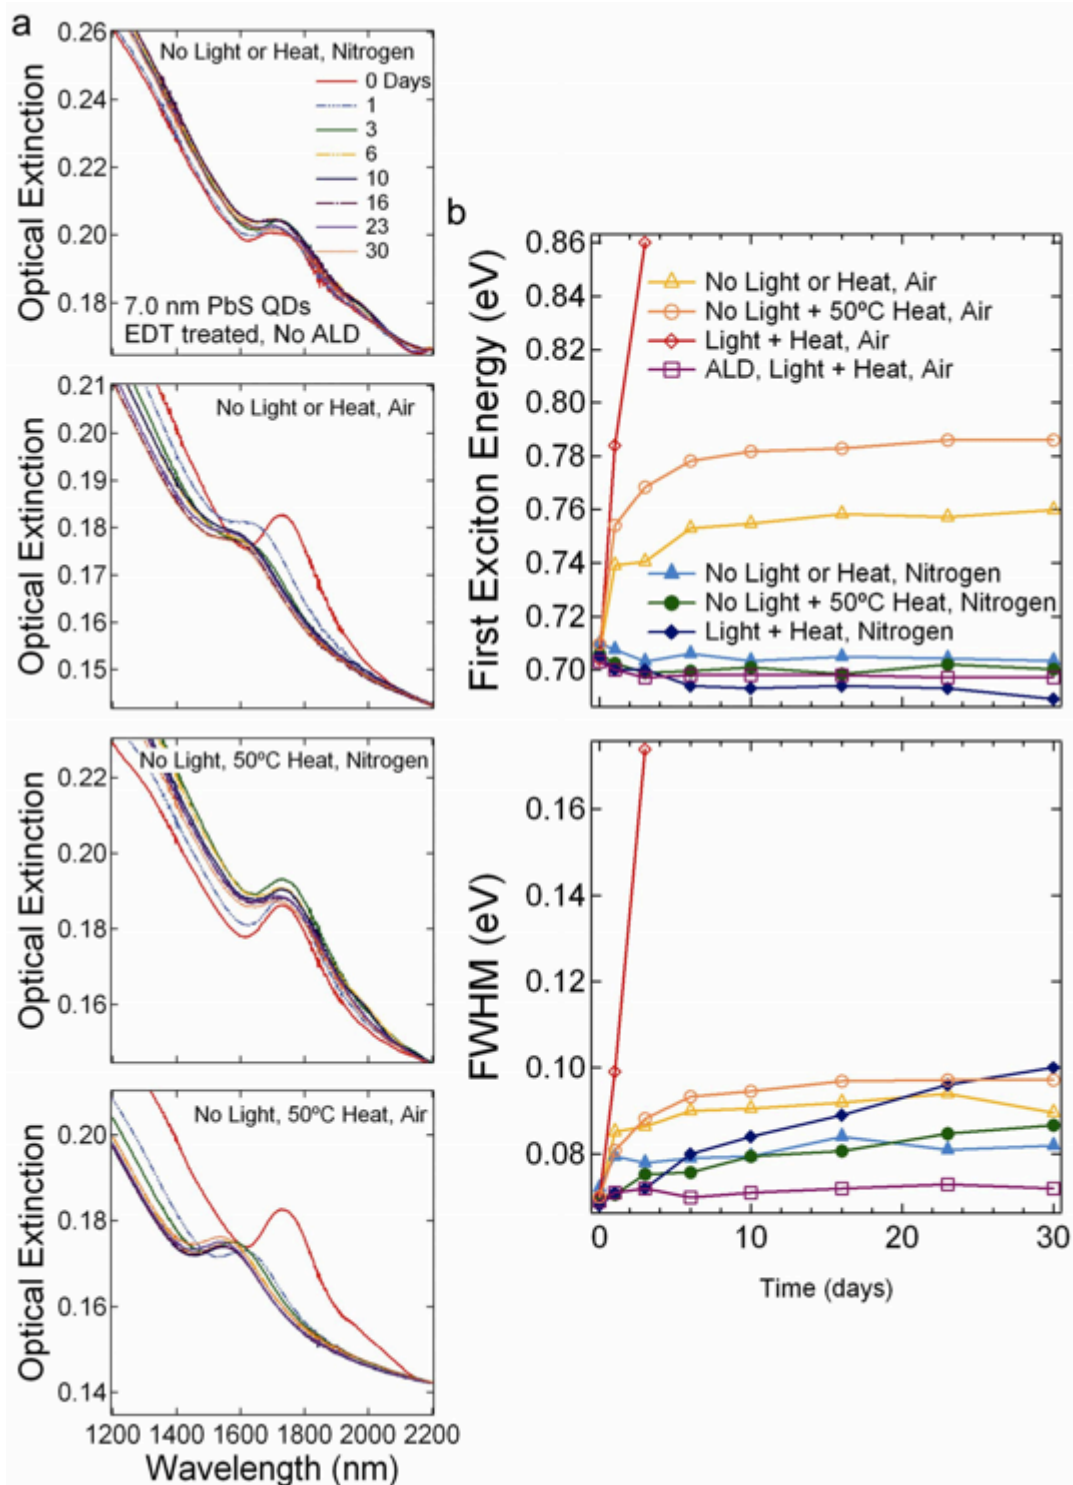 a
Optical Extinction
0.26
0.24
0.22
0.20
0.18
No Light or Heat, Nitrogen
0 Days
1
3
6
10
16
23
30
7.0 nm PbS QDs
EDT treated, No ALD
Optical Extinction
0.21
0.20
0.19
0.18
0.17
0.16
0.15
No Light or Heat, Air
Optical Extinction
0.22
0.20
0.18
0.16
No Light, 50ºC Heat, Nitrogen
Optical Extinction
0.20
0.18
0.16
0.14
No Light, 50ºC Heat, Air
1200 1400 1600 1800 2000 2200
Wavelength (nm)
b
First Exciton Energy (eV)
0.86
0.84
0.82
0.80
0.78
0.76
0.74
0.72
0.70
No Light or Heat, Air
No Light + 50ºC Heat, Air
Light + Heat, Air
ALD, Light + Heat, Air
No Light or Heat, Nitrogen
No Light + 50ºC Heat, Nitrogen
Light + Heat, Nitrogen
FWHM (eV)
0.16
0.14
0.12
0.10
0.08
0 10 20 30
Time (days)